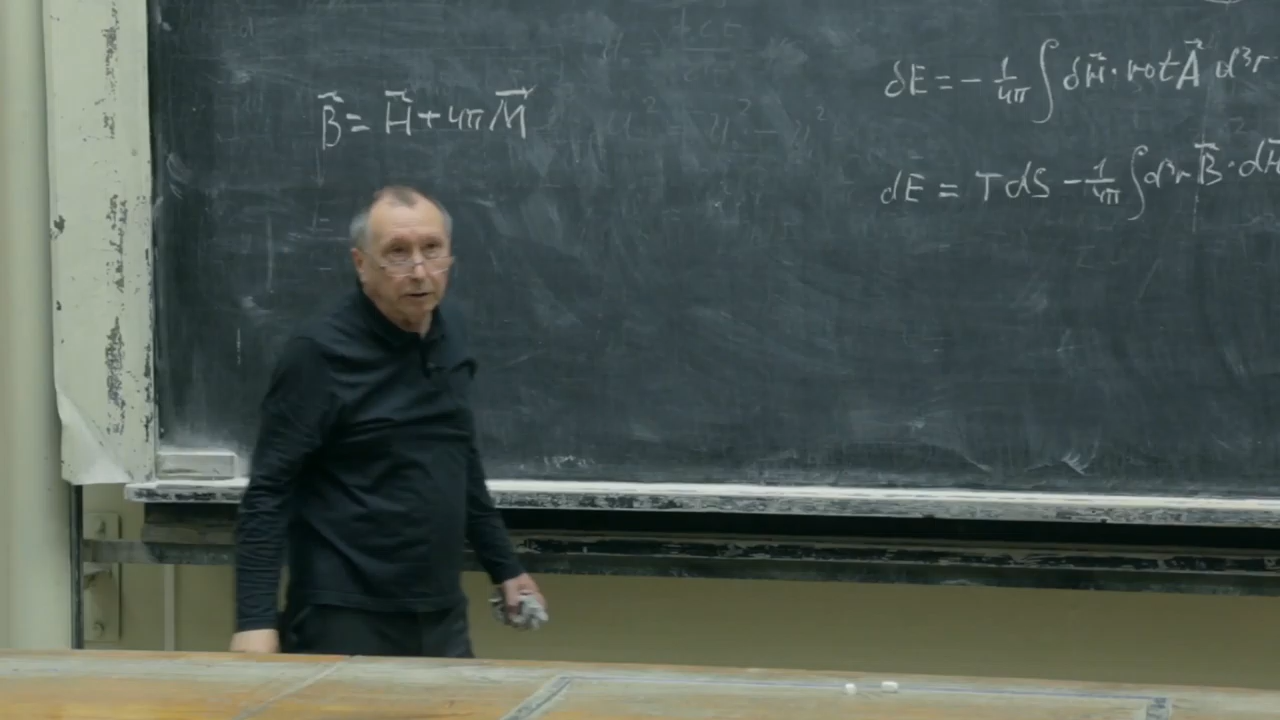 B⃗ = H⃗ + 4π M⃗
δE = − 1/4π ∫ δH⃗ · rot A⃗ d³r
dE = T dS − 1/4π ∫ d³r B⃗ · dH⃗